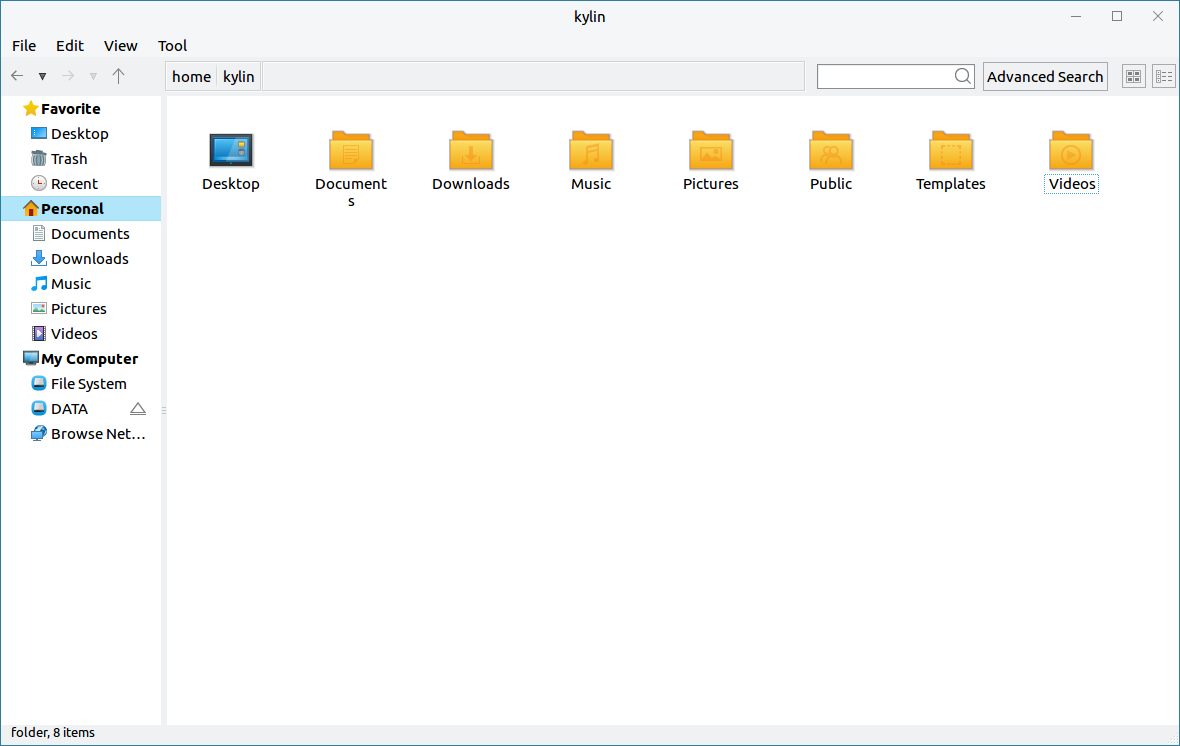 kylin
File Edit View Tool
home kylin Advanced Search
Favorite
Desktop
Trash
Recent
Personal
Documents
Downloads
Music
Pictures
Videos
My Computer
File System
DATA
Browse Net...
Desktop
Document
s
Downloads
Music
Pictures
Public
Templates
Videos
folder, 8 items